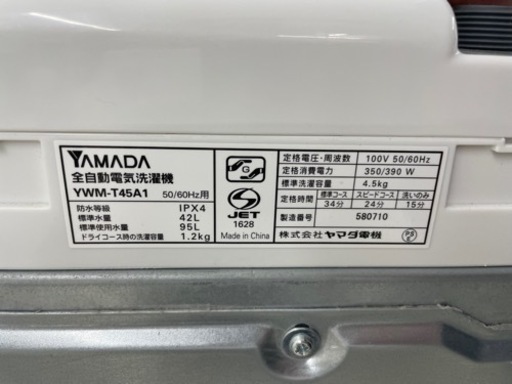 YAMADA
全自動電気洗濯機
YWM-T45A1 50/60Hz用
防水等級 IPX4
標準水量 42L
標準使用水量 95L
ドライコース時の洗濯容量 1.2kg
G
S
JET
1628
Made in China
定格電圧・周波数 100V 50/60Hz
定格消費電力 350/390 W
標準洗濯容量 4.5kg
定格時間 標準コース スピードコース 洗いのみ
34分 24分 15分
製造番号 580710
株式会社ヤマダ電機